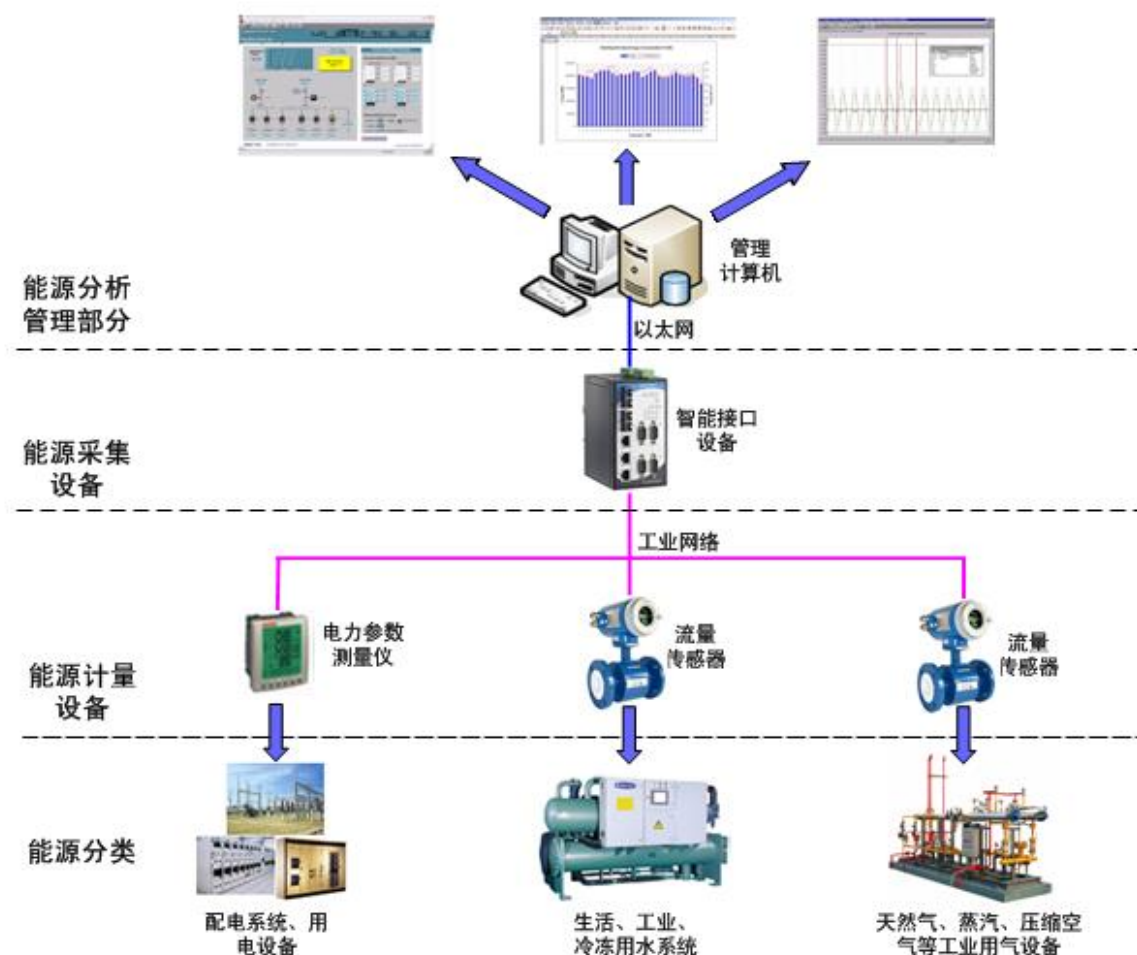 管理
计算机
能源分析
管理部分
以太网
智能接口
设备
能源采集
设备
工业网络
电力参数
测量仪
流量
传感器
流量
传感器
能源计量
设备
能源分类
配电系统、用
电设备
生活、工业、
冷冻用水系统
天然气、蒸汽、压缩空
气等工业用气设备